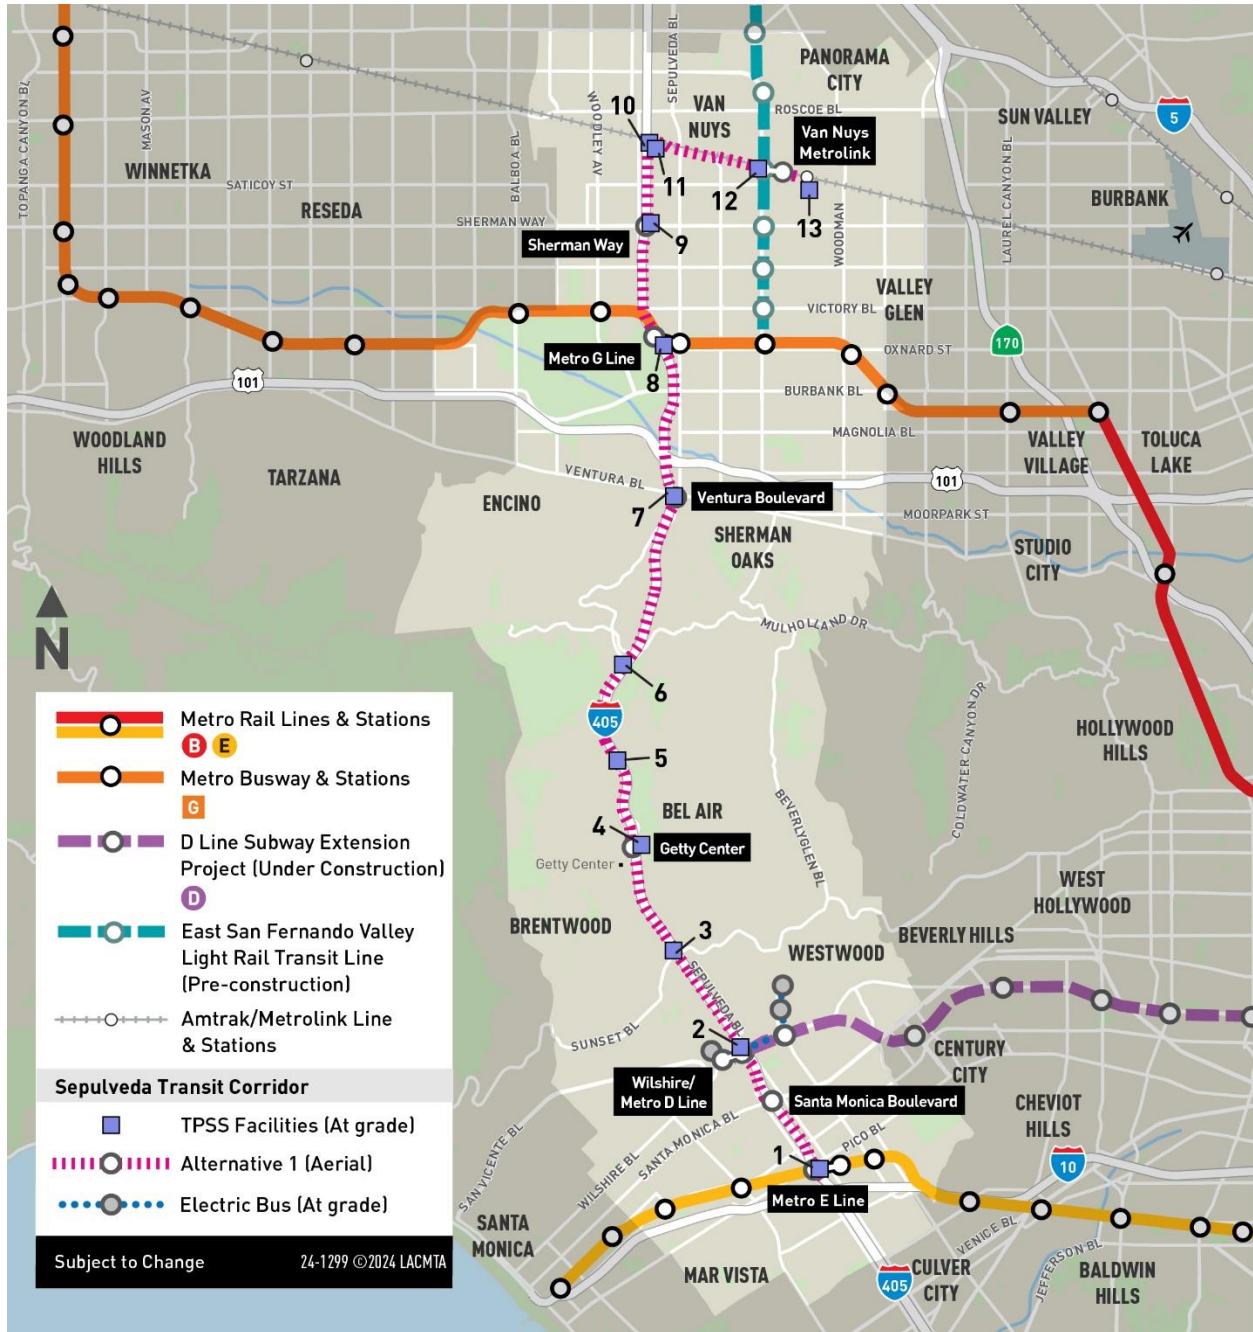 TOPANGA CANYON BL
MASON AV
WINNETKA
SATICOY ST
RESEDA
BALBOA BL
SHERMAN WAY
WOODLEY AV
SEPULVEDA BL
VAN
NUYS
PANORAMA
CITY
ROSCOE BL
Van Nuys
Metrolink
SUN VALLEY
5
LAUREL CANYON BL
BURBANK
10
11
12
13
WOODMAN
9
Sherman Way
VALLEY
GLEN
VICTORY BL
170
OXNARD ST
Metro G Line
8
101
BURBANK BL
MAGNOLIA BL
WOODLAND
HILLS
TARZANA
VALLEY
VILLAGE
TOLUCA
LAKE
VENTURA BL
101
ENCINO
7
Ventura Boulevard
MOORPARK ST
SHERMAN
OAKS
STUDIO
CITY
N
MULHOLLAND DR
6
405
COLDWATER CANYON DR
HOLLYWOOD
HILLS
5
BEVERLYGLEN BL
BEL AIR
4
Getty Center
Getty Center
WEST
HOLLYWOOD
BRENTWOOD
3
BEVERLY HILLS
WESTWOOD
SEPULVEDA BL
SUNSET BL
2
CENTURY
CITY
Wilshire/
Metro D Line
Santa Monica Boulevard
CHEVIOT
HILLS
SAN VICENTE BL
WILSHIRE BL
SANTA MONICA BL
PICO BL
1
10
Metro E Line
SANTA
MONICA
VENICE BL
JEFFERSON BL
MAR VISTA
405
CULVER
CITY
BALDWIN
HILLS
Metro Rail Lines & Stations
B E
Metro Busway & Stations
G
D Line Subway Extension
Project (Under Construction)
D
East San Fernando Valley
Light Rail Transit Line
(Pre-construction)
Amtrak/Metrolink Line
& Stations
Sepulveda Transit Corridor
TPSS Facilities (At grade)
Alternative 1 (Aerial)
Electric Bus (At grade)
Subject to Change 24-1299 ©2024 LACMTA